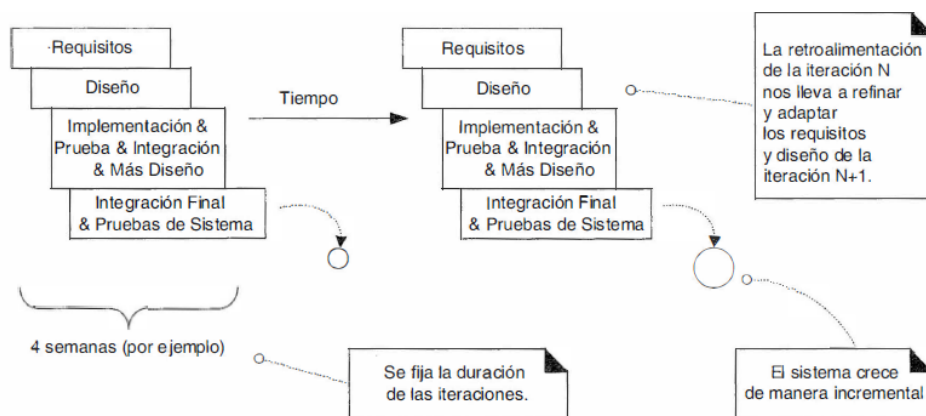 ·Requisitos
Diseño
Implementación &
Prueba & Integración
& Más Diseño
Integración Final
& Pruebas de Sistema
4 semanas (por ejemplo)
Tiempo
Requisitos
Diseño
Implementación &
Prueba & Integración
& Más Diseño
Integración Final
& Pruebas de Sistema
La retroalimentación
de la iteración N
nos lleva a refinar
y adaptar
los requisitos
y diseño de la
iteración N+1.
Se fija la duración
de las iteraciones.
El sistema crece
de manera incremental